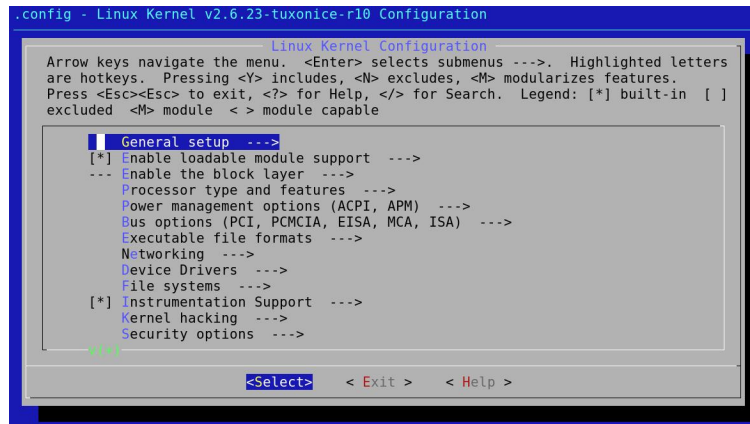 .config - Linux Kernel v2.6.23-tuxonice-r10 Configuration
Linux Kernel Configuration
Arrow keys navigate the menu.  <Enter> selects submenus --->.  Highlighted letters
are hotkeys.  Pressing <Y> includes, <N> excludes, <M> modularizes features.
Press <Esc><Esc> to exit, <?> for Help, </> for Search.  Legend: [*] built-in  [ ]
excluded  <M> module  < > module capable
General setup  --->
[*] Enable loadable module support  --->
--- Enable the block layer  --->
Processor type and features  --->
Power management options (ACPI, APM)  --->
Bus options (PCI, PCMCIA, EISA, MCA, ISA)  --->
Executable file formats  --->
Networking  --->
Device Drivers  --->
File systems  --->
[*] Instrumentation Support  --->
Kernel hacking  --->
Security options  --->
<Select>    < Exit >    < Help >